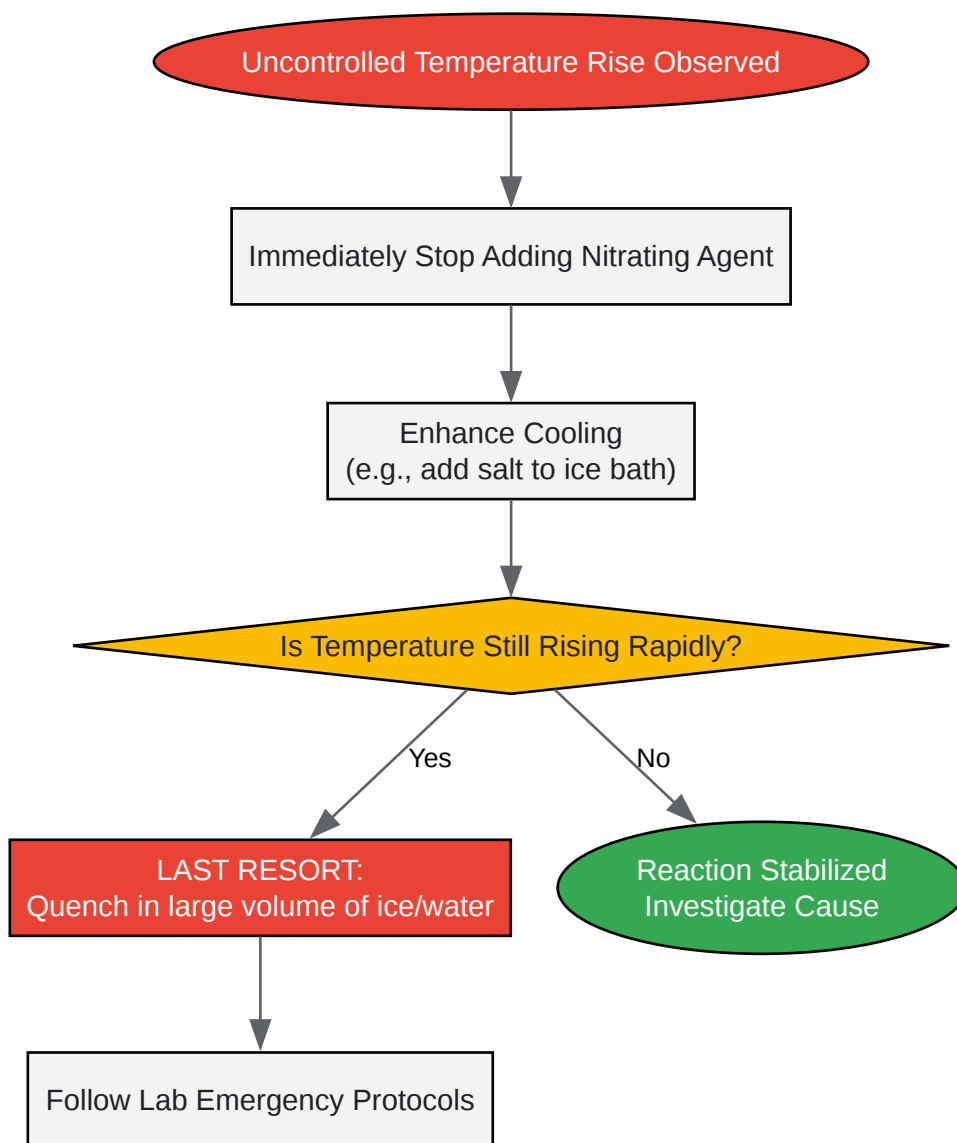 Uncontrolled Temperature Rise Observed
Immediately Stop Adding Nitrating Agent
Enhance Cooling
(e.g., add salt to ice bath)
Is Temperature Still Rising Rapidly?
Yes
No
LAST RESORT:
Quench in large volume of ice/water
Reaction Stabilized
Investigate Cause
Follow Lab Emergency Protocols